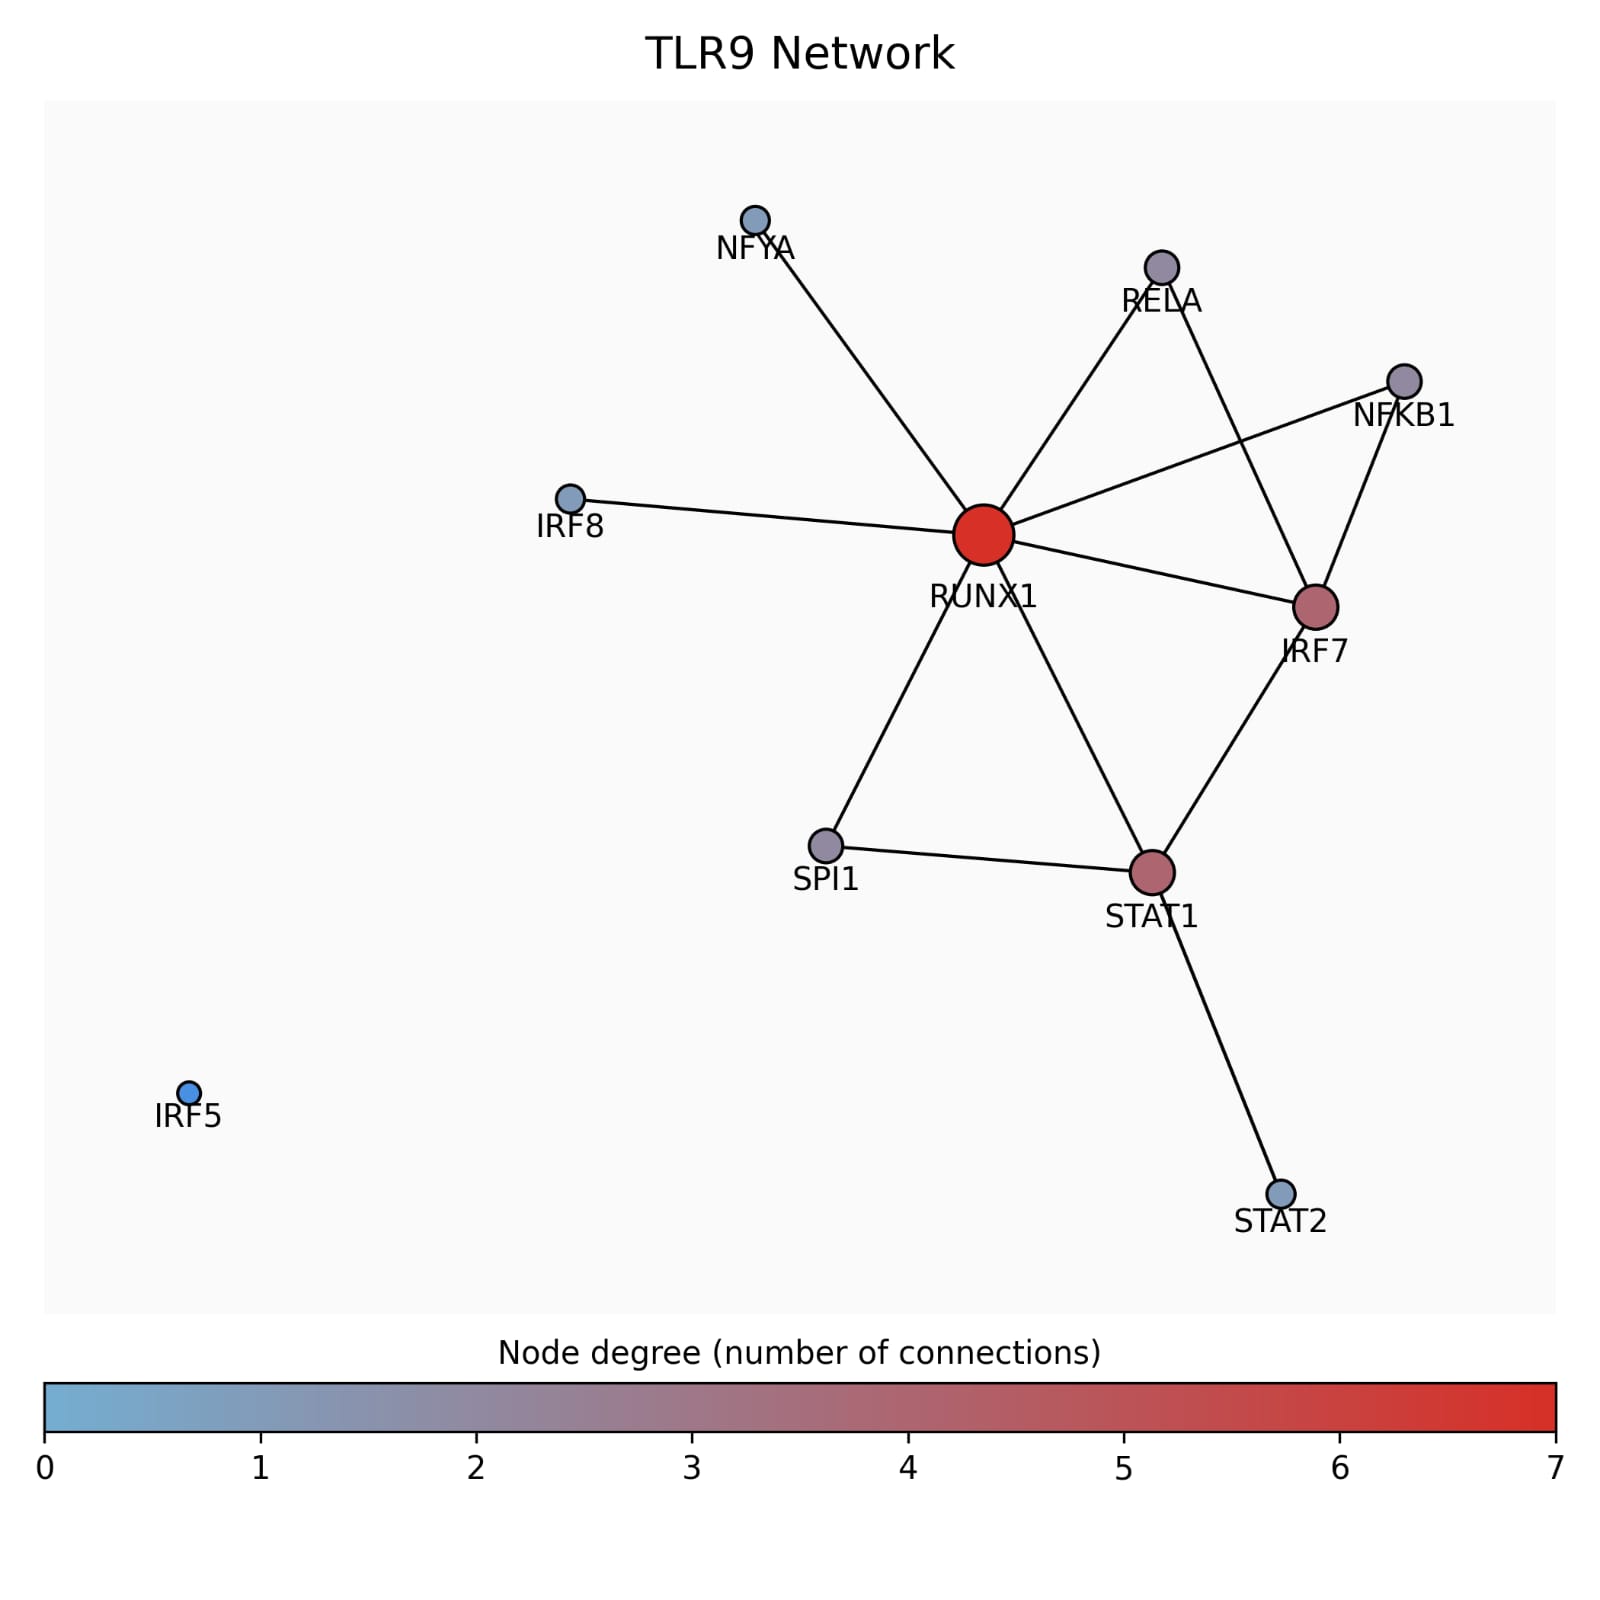 TLR9 Network
NFYA
RELA
NFKB1
IRF8
RUNX1
IRF7
SPI1
STAT1
IRF5
STAT2
Node degree (number of connections)
0 1 2 3 4 5 6 7